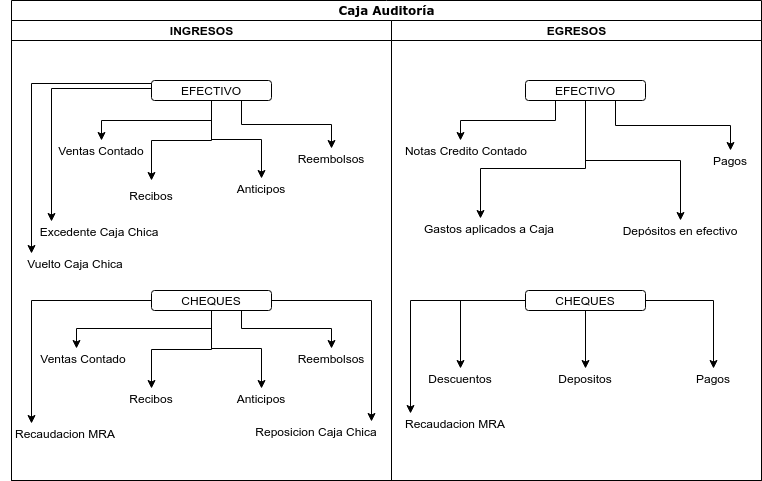 Caja Auditoría
INGRESOS
EFECTIVO
Ventas Contado
Recibos
Anticipos
Reembolsos
Excedente Caja Chica
Vuelto Caja Chica
CHEQUES
Ventas Contado
Recibos
Anticipos
Reembolsos
Recaudacion MRA
Reposicion Caja Chica
EGRESOS
EFECTIVO
Notas Credito Contado
Pagos
Gastos aplicados a Caja
Depósitos en efectivo
CHEQUES
Descuentos
Depositos
Pagos
Recaudacion MRA